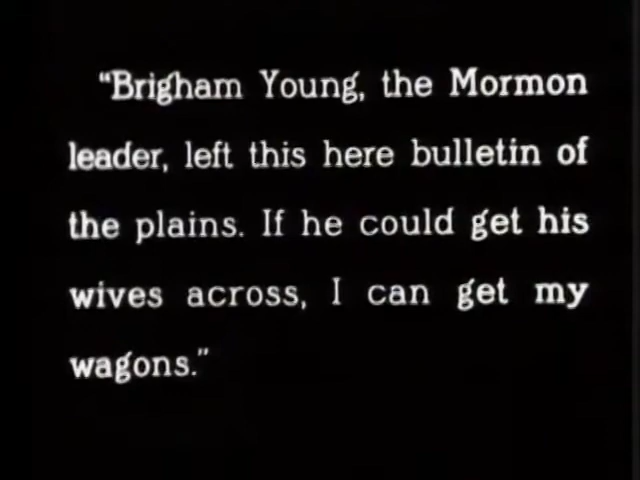 "Brigham Young, the Mormon
leader, left this here bulletin of
the plains. If he could get his
wives across, I can get my
wagons."